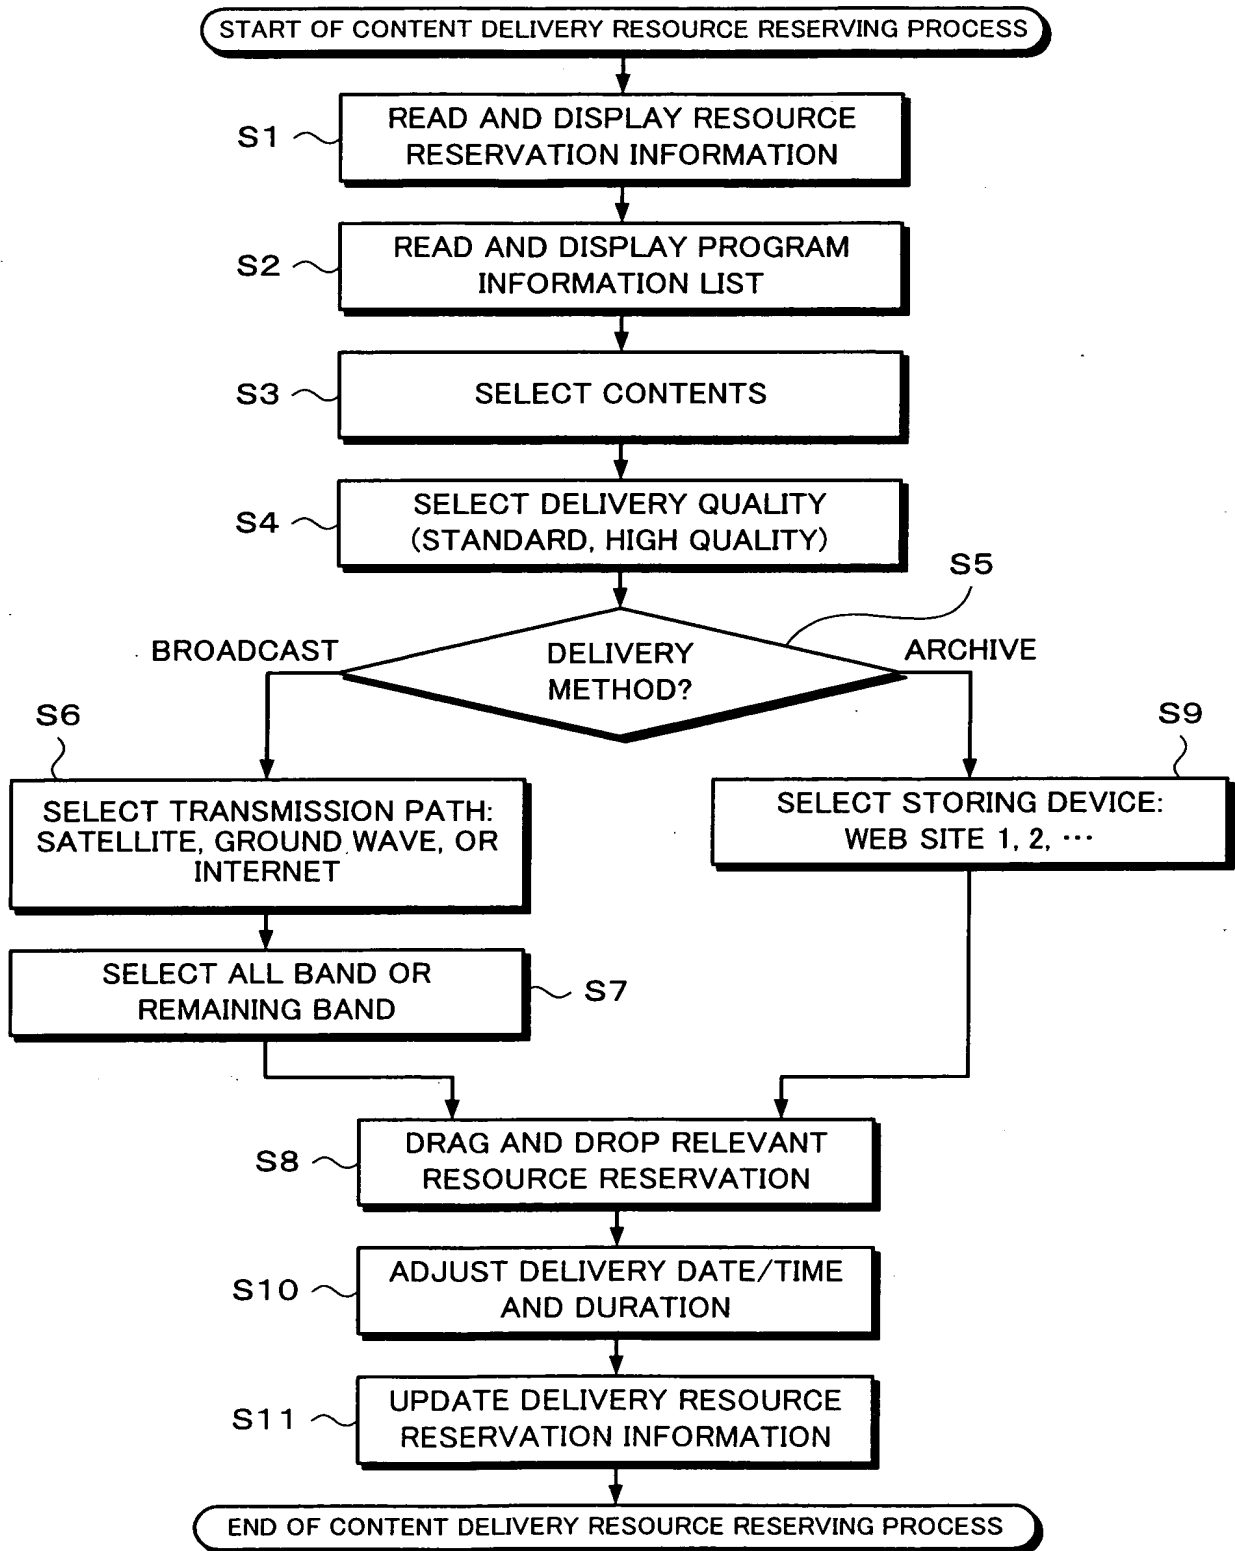 START OF CONTENT DELIVERY RESOURCE RESERVING PROCESS
S1
READ AND DISPLAY RESOURCE
RESERVATION INFORMATION
S2
READ AND DISPLAY PROGRAM
INFORMATION LIST
S3
SELECT CONTENTS
S4
SELECT DELIVERY QUALITY
(STANDARD, HIGH QUALITY)
S5
BROADCAST
DELIVERY
METHOD?
ARCHIVE
S6
SELECT TRANSMISSION PATH:
SATELLITE, GROUND WAVE, OR
INTERNET
S9
SELECT STORING DEVICE:
WEB SITE 1, 2, ⋯
SELECT ALL BAND OR
REMAINING BAND
S7
S8
DRAG AND DROP RELEVANT
RESOURCE RESERVATION
S10
ADJUST DELIVERY DATE/TIME
AND DURATION
S11
UPDATE DELIVERY RESOURCE
RESERVATION INFORMATION
END OF CONTENT DELIVERY RESOURCE RESERVING PROCESS